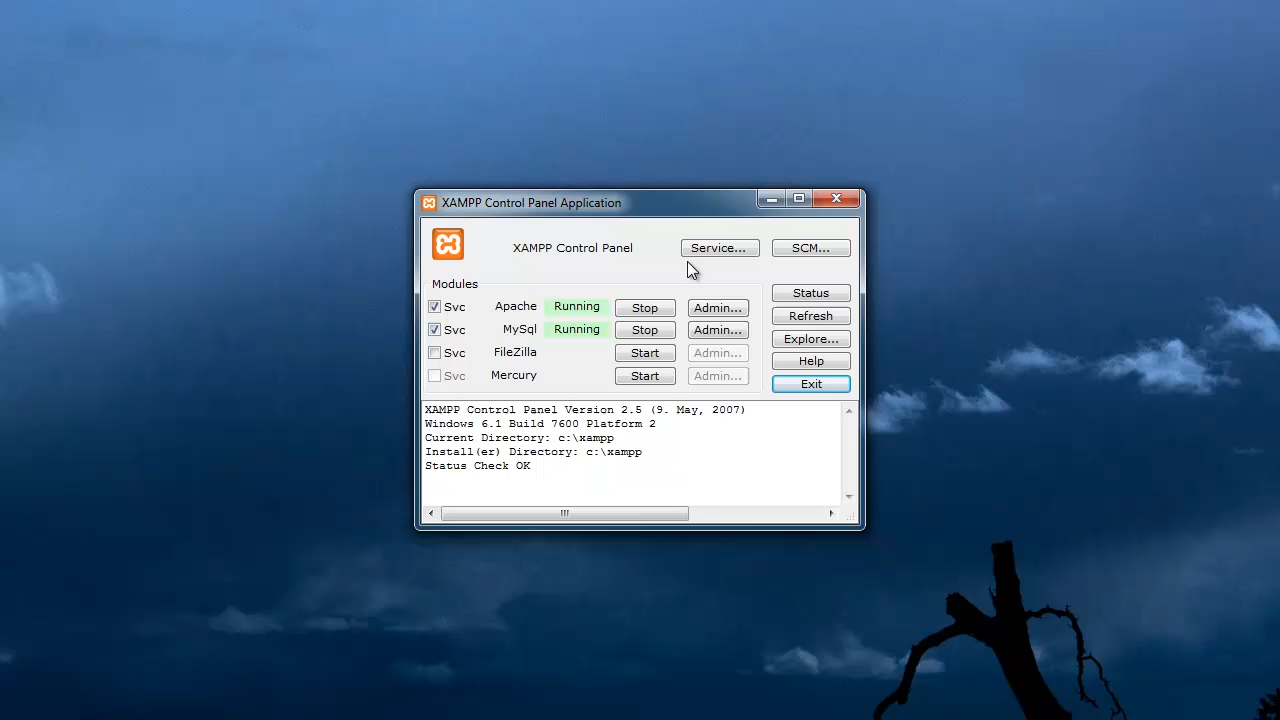 XAMPP Control Panel Application
XAMPP Control Panel Service... SCM...
Modules
Svc Apache Running Stop Admin...
Svc MySql Running Stop Admin...
Svc FileZilla Start Admin...
Svc Mercury Start Admin...
Status
Refresh
Explore...
Help
Exit
XAMPP Control Panel Version 2.5 (9. May, 2007)
Windows 6.1 Build 7600 Platform 2
Current Directory: c:\xampp
Install(er) Directory: c:\xampp
Status Check OK